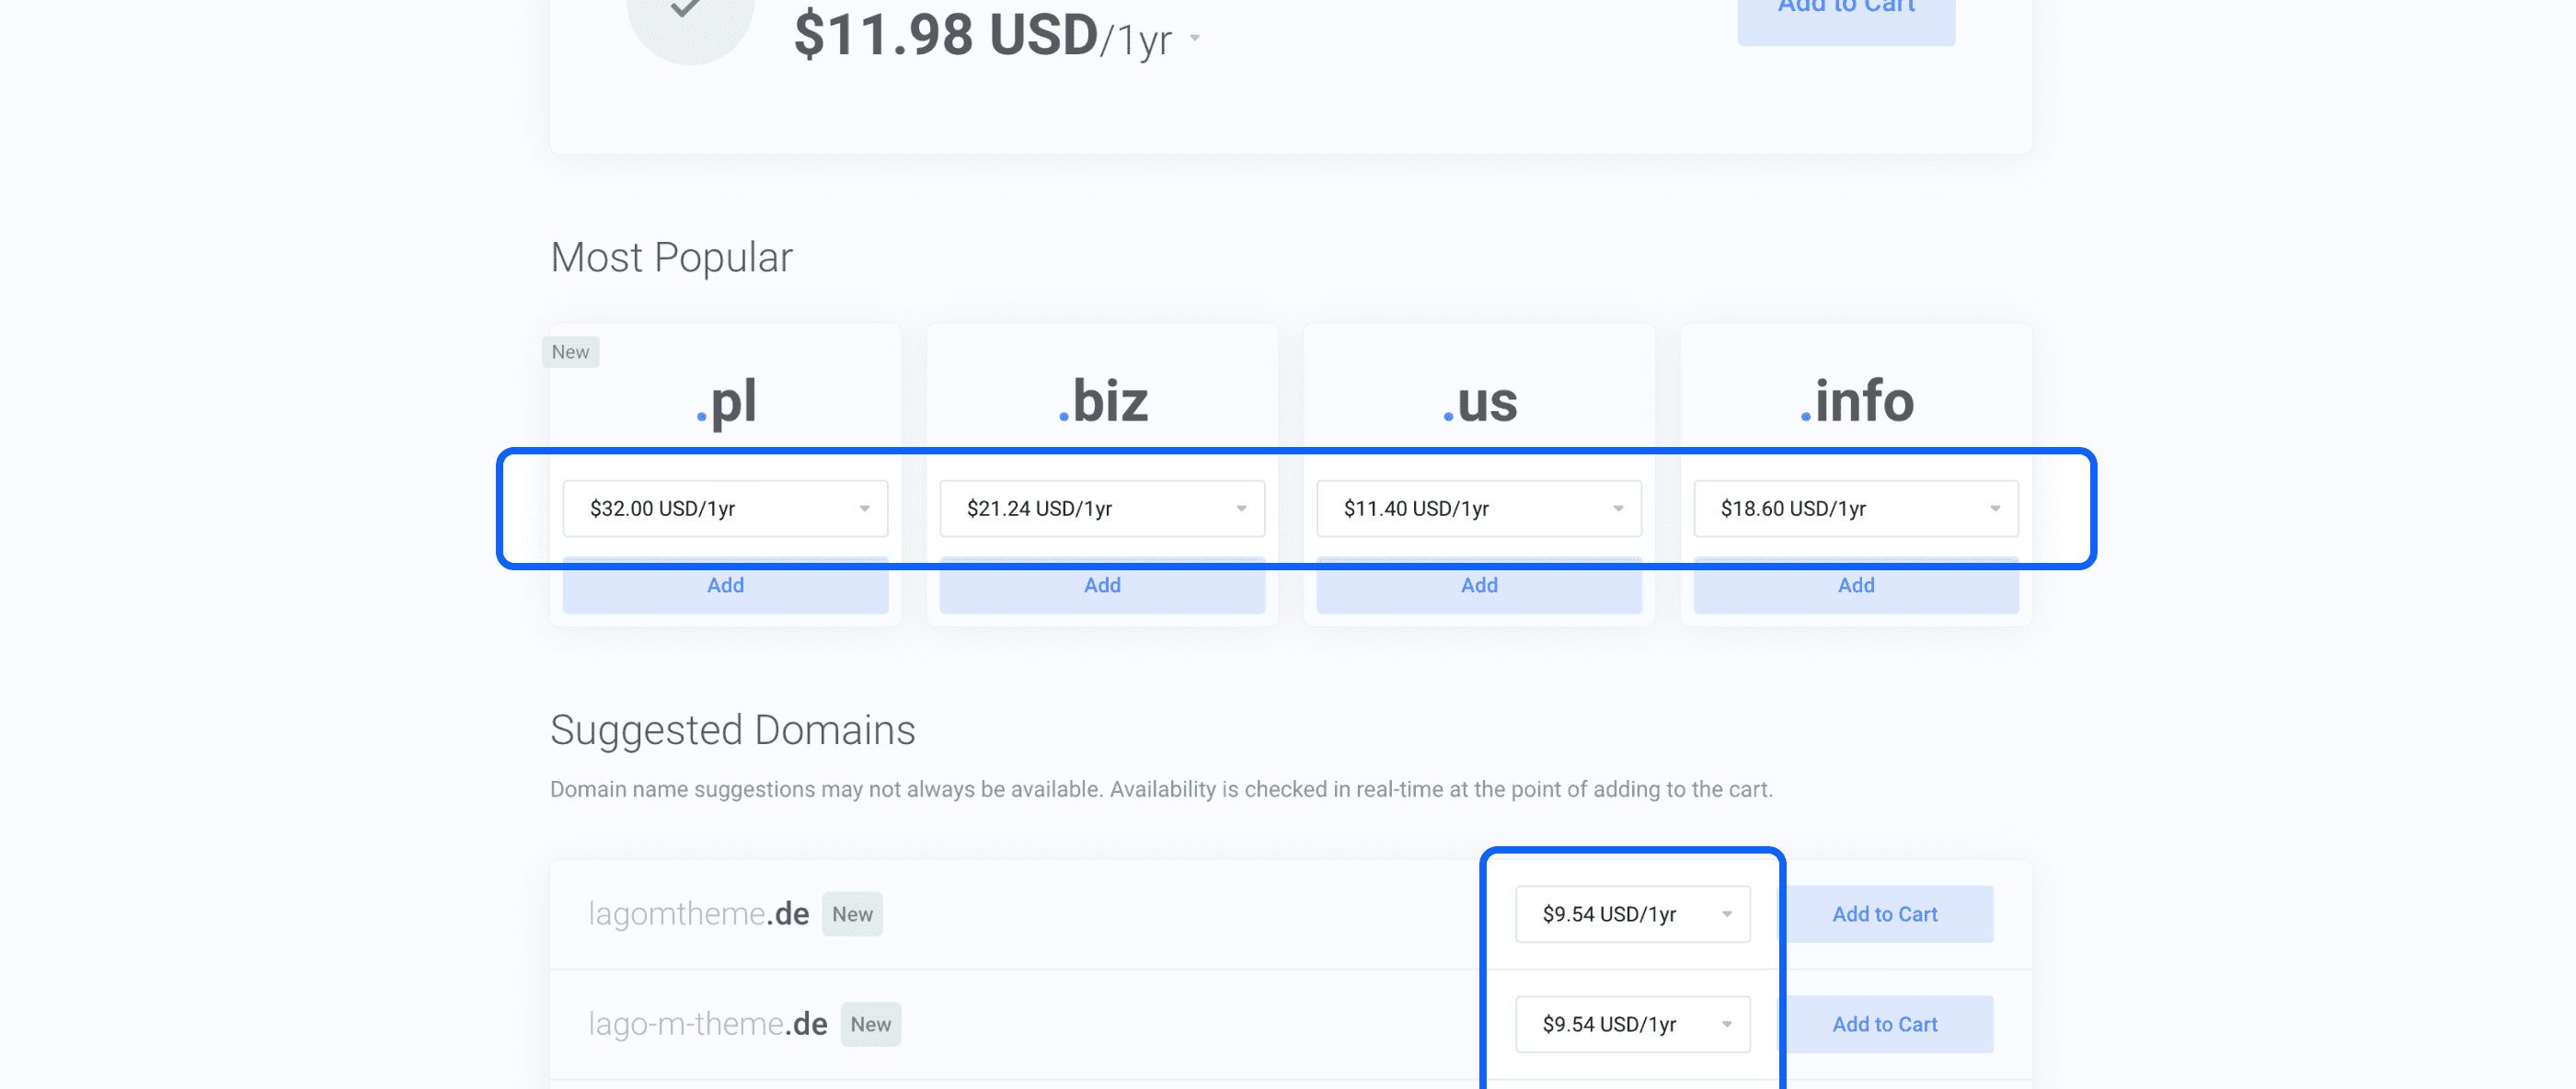 $11.98 USD/1yr
Add to Cart
Most Popular
New
.pl
.biz
.us
.info
$32.00 USD/1yr
$21.24 USD/1yr
$11.40 USD/1yr
$18.60 USD/1yr
Add
Add
Add
Add
Suggested Domains
Domain name suggestions may not always be available. Availability is checked in real-time at the point of adding to the cart.
lagomtheme.de New $9.54 USD/1yr Add to Cart
lago-m-theme.de New $9.54 USD/1yr Add to Cart